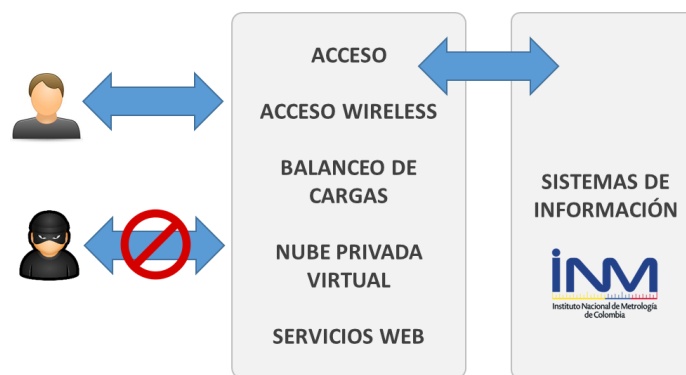 ACCESO
ACCESO WIRELESS
BALANCEO DE
CARGAS
NUBE PRIVADA
VIRTUAL
SERVICIOS WEB
SISTEMAS DE
INFORMACIÓN
INM
Instituto Nacional de Metrología
de Colombia